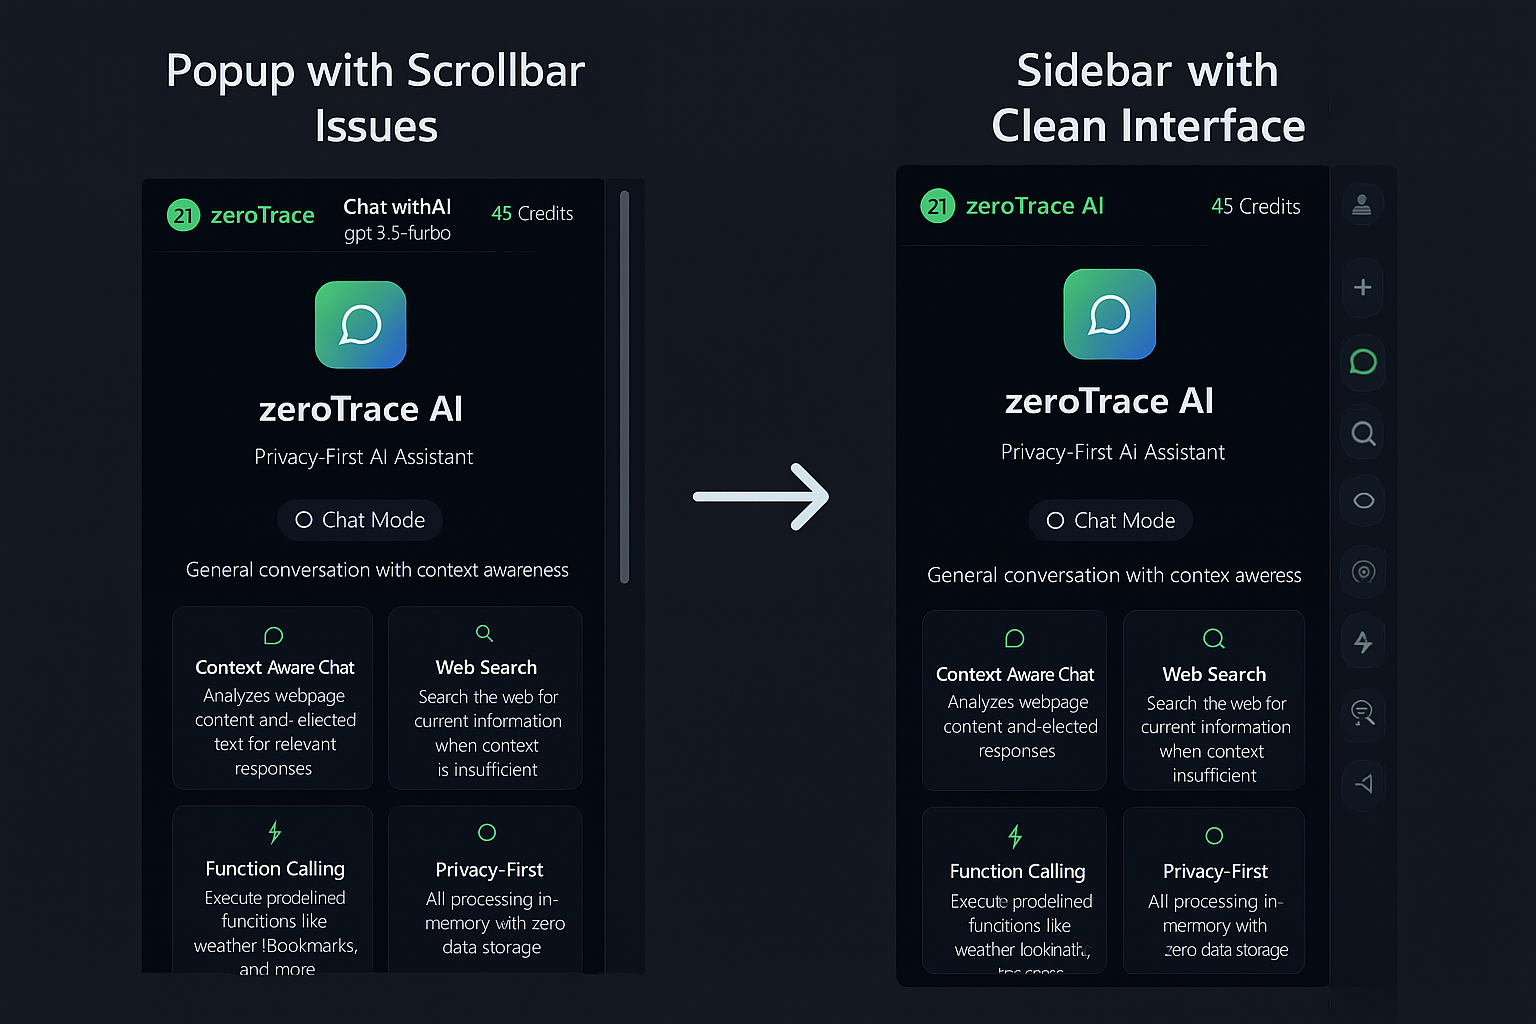 Popup with Scrollbar
Issues
21 zeroTrace
Chat withAI
gpt 3.5-furbo
45 Credits
zeroTrace AI
Privacy-First AI Assistant
Chat Mode
General conversation with context awareness
Context Aware Chat
Analyzes webpage
content and- eliected
text for relevant
responses
Web Search
Search the web for
current information
when context
is insufficient
Function Calling
Execute prodelined
funcitions like
weather !Bookmarks,
and more
Privacy-First
All processing in-
memory with zero
data storage
Sidebar with
Clean Interface
21 zeroTrace AI
45 Credits
zeroTrace AI
Privacy-First Ai Assistant
Chat Mode
General conversation with contex aweress
Context Aware Chat
Analyzes webpage
content and-elected
responses
Web Search
Search the web for
current information
when context
insufficient
Function Calling
Execute prodelined
funcitions like
weather
Privacy-First
All processing in-
mermory with
zero data storage